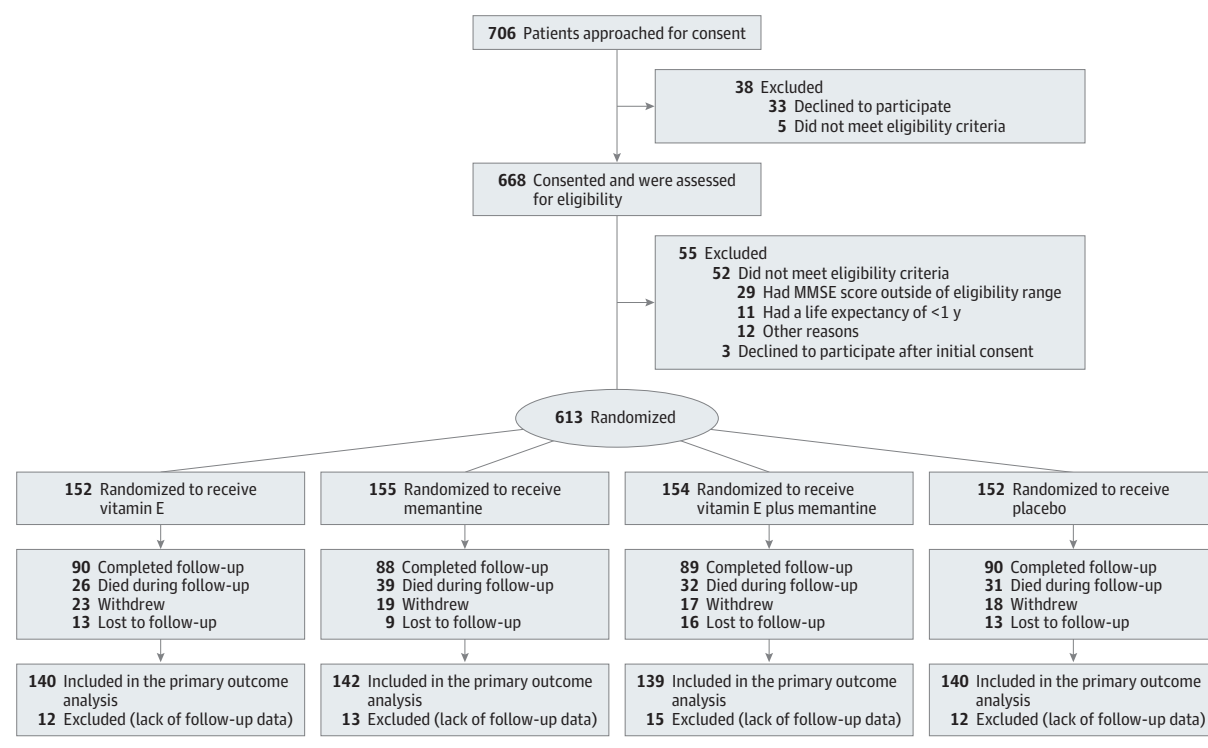 706 Patients approached for consent
38 Excluded
33 Declined to participate
5 Did not meet eligibility criteria
668 Consented and were assessed
for eligibility
55 Excluded
52 Did not meet eligibility criteria
29 Had MMSE score outside of eligibility range
11 Had a life expectancy of <1 y
12 Other reasons
3 Declined to participate after initial consent
613 Randomized
152 Randomized to receive
vitamin E
155 Randomized to receive
memantine
154 Randomized to receive
vitamin E plus memantine
152 Randomized to receive
placebo
90 Completed follow-up
26 Died during follow-up
23 Withdrew
13 Lost to follow-up
88 Completed follow-up
39 Died during follow-up
19 Withdrew
9 Lost to follow-up
89 Completed follow-up
32 Died during follow-up
17 Withdrew
16 Lost to follow-up
90 Completed follow-up
31 Died during follow-up
18 Withdrew
13 Lost to follow-up
140 Included in the primary outcome
analysis
12 Excluded (lack of follow-up data)
142 Included in the primary outcome
analysis
13 Excluded (lack of follow-up data)
139 Included in the primary outcome
analysis
15 Excluded (lack of follow-up data)
140 Included in the primary outcome
analysis
12 Excluded (lack of follow-up data)